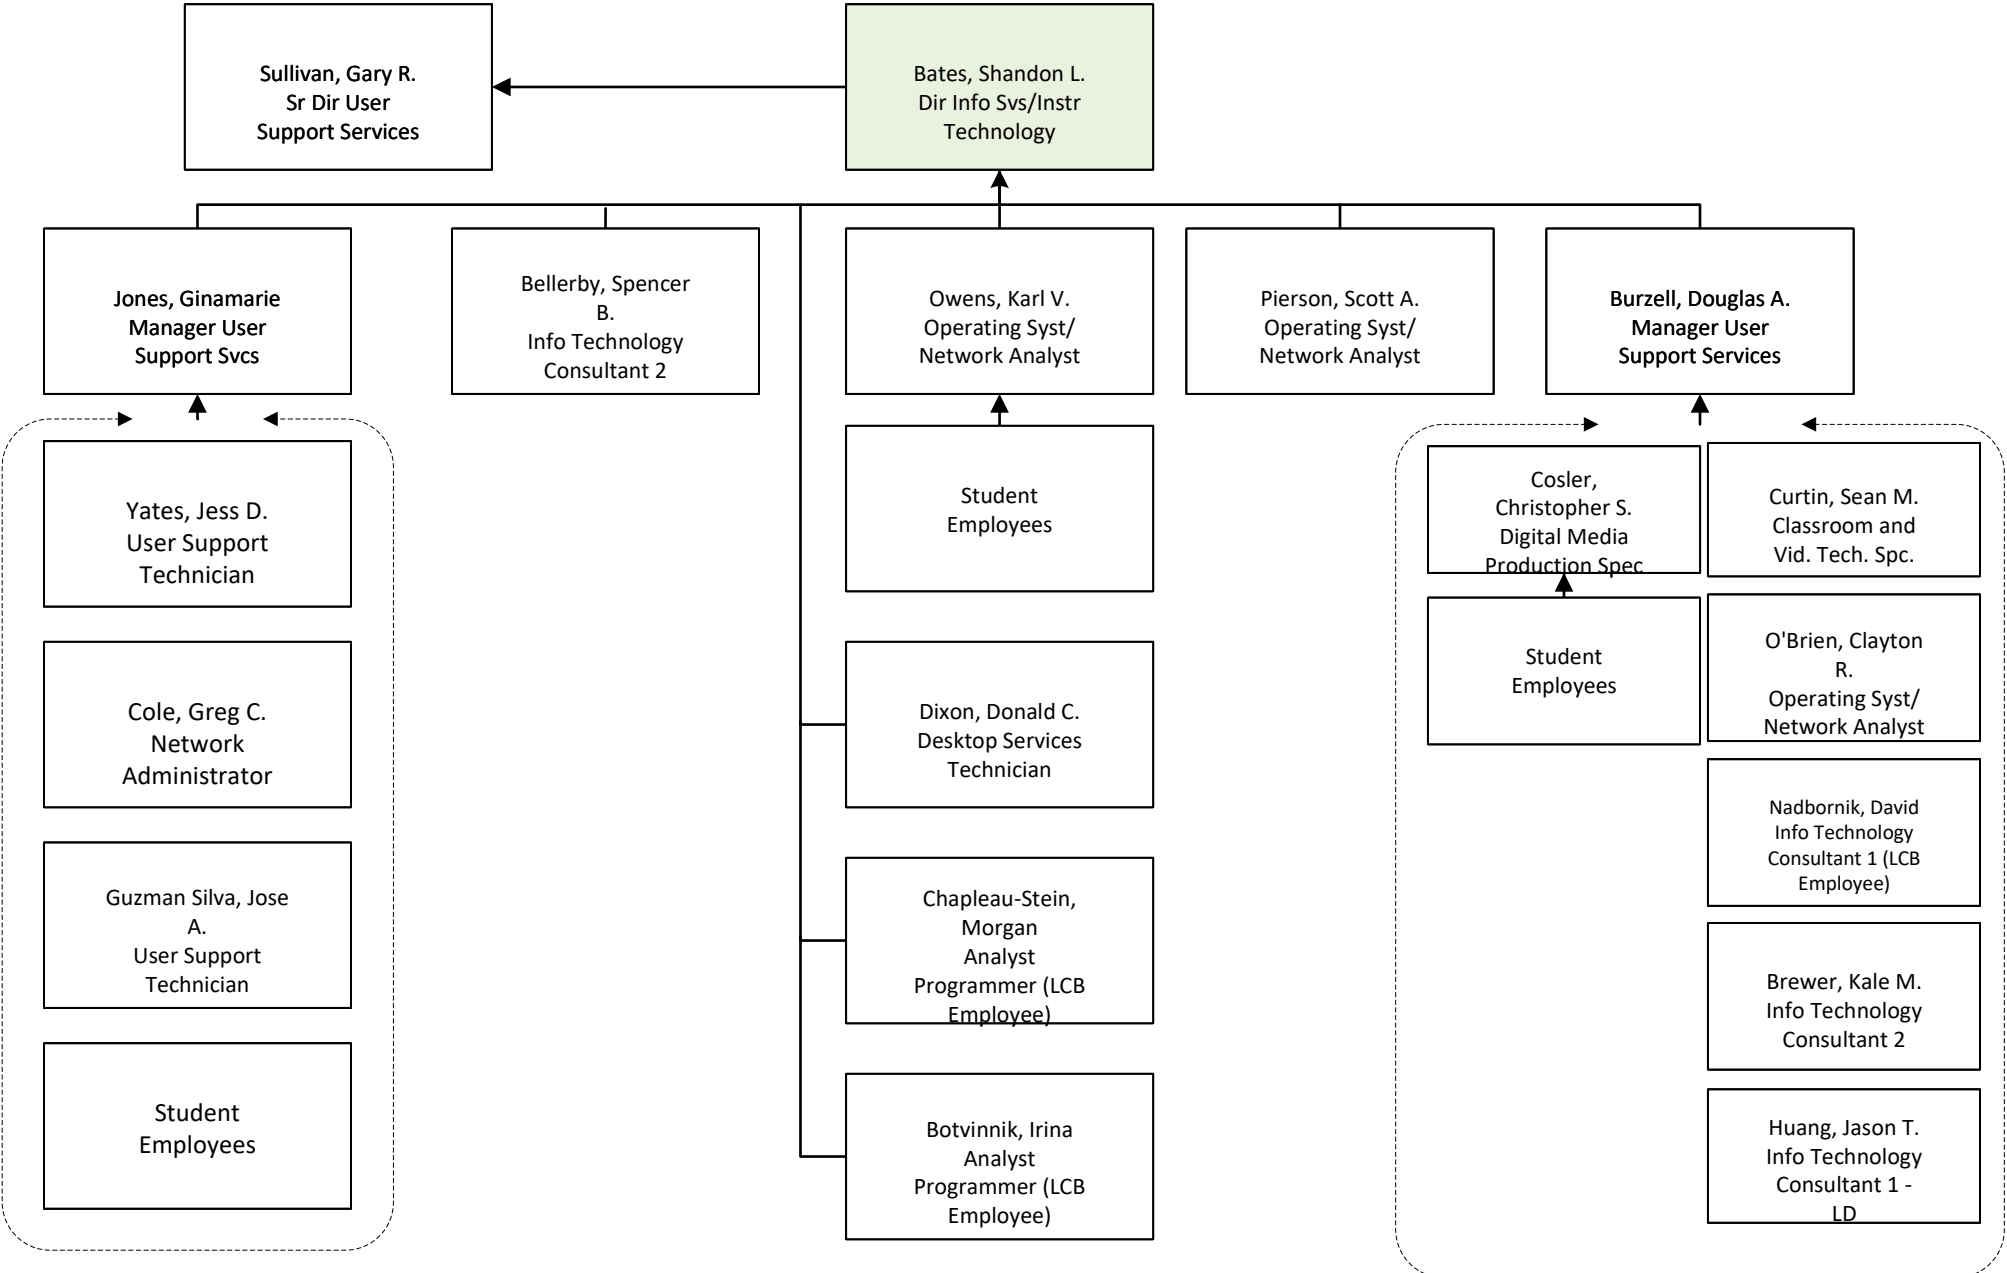 Sullivan, Gary R.
Sr Dir User
Support Services
Bates, Shandon L.
Dir Info Svs/Instr
Technology
Jones, Ginamarie
Manager User
Support Svcs
Bellerby, Spencer
B.
Info Technology
Consultant 2
Owens, Karl V.
Operating Syst/
Network Analyst
Pierson, Scott A.
Operating Syst/
Network Analyst
Burzell, Douglas A.
Manager User
Support Services
Yates, Jess D.
User Support
Technician
Cole, Greg C.
Network
Administrator
Guzman Silva, Jose
A.
User Support
Technician
Student
Employees
Student
Employees
Dixon, Donald C.
Desktop Services
Technician
Chapleau-Stein,
Morgan
Analyst
Programmer (LCB
Employee)
Botvinnik, Irina
Analyst
Programmer (LCB
Employee)
Cosler,
Christopher S.
Digital Media
Production Spec
Student
Employees
Curtin, Sean M.
Classroom and
Vid. Tech. Spc.
O'Brien, Clayton
R.
Operating Syst/
Network Analyst
Nadbornik, David
Info Technology
Consultant 1 (LCB
Employee)
Brewer, Kale M.
Info Technology
Consultant 2
Huang, Jason T.
Info Technology
Consultant 1 -
LD